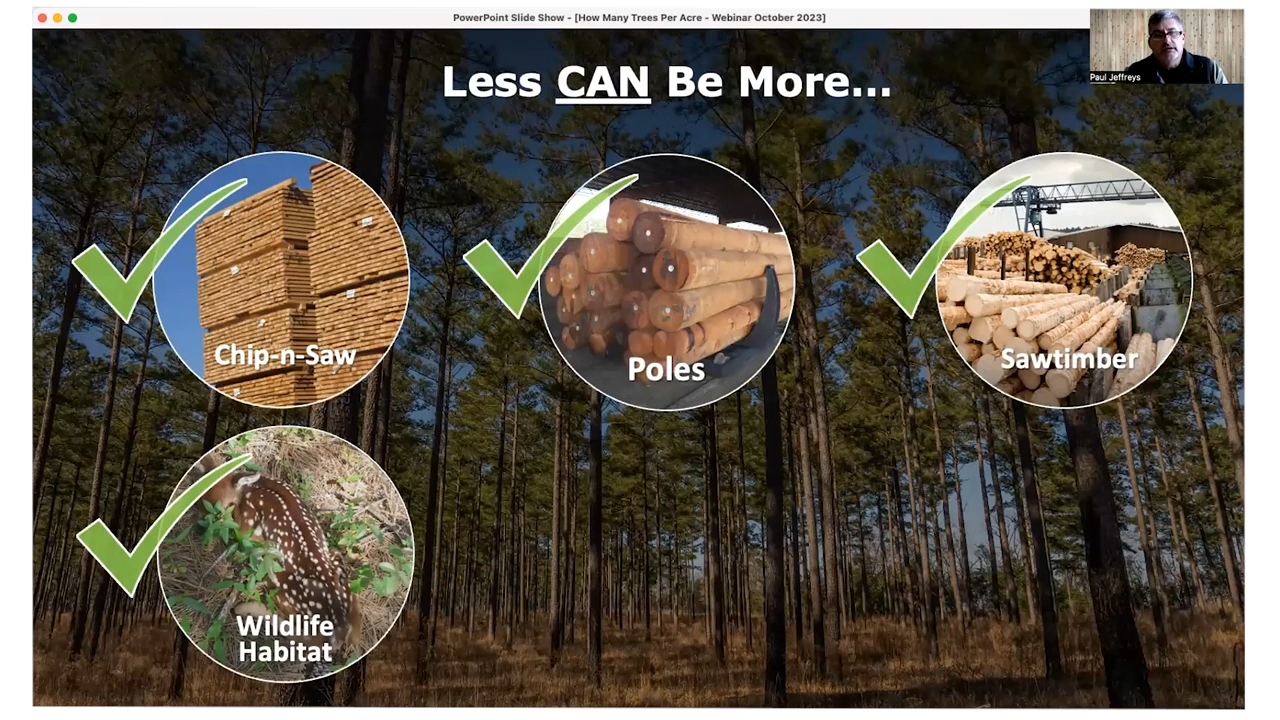 PowerPoint Slide Show - [How Many Trees Per Acre - Webinar October 2023]
Paul Jeffreys
Less CAN Be More...
Chip-n-Saw
Poles
Sawtimber
Wildlife
Habitat